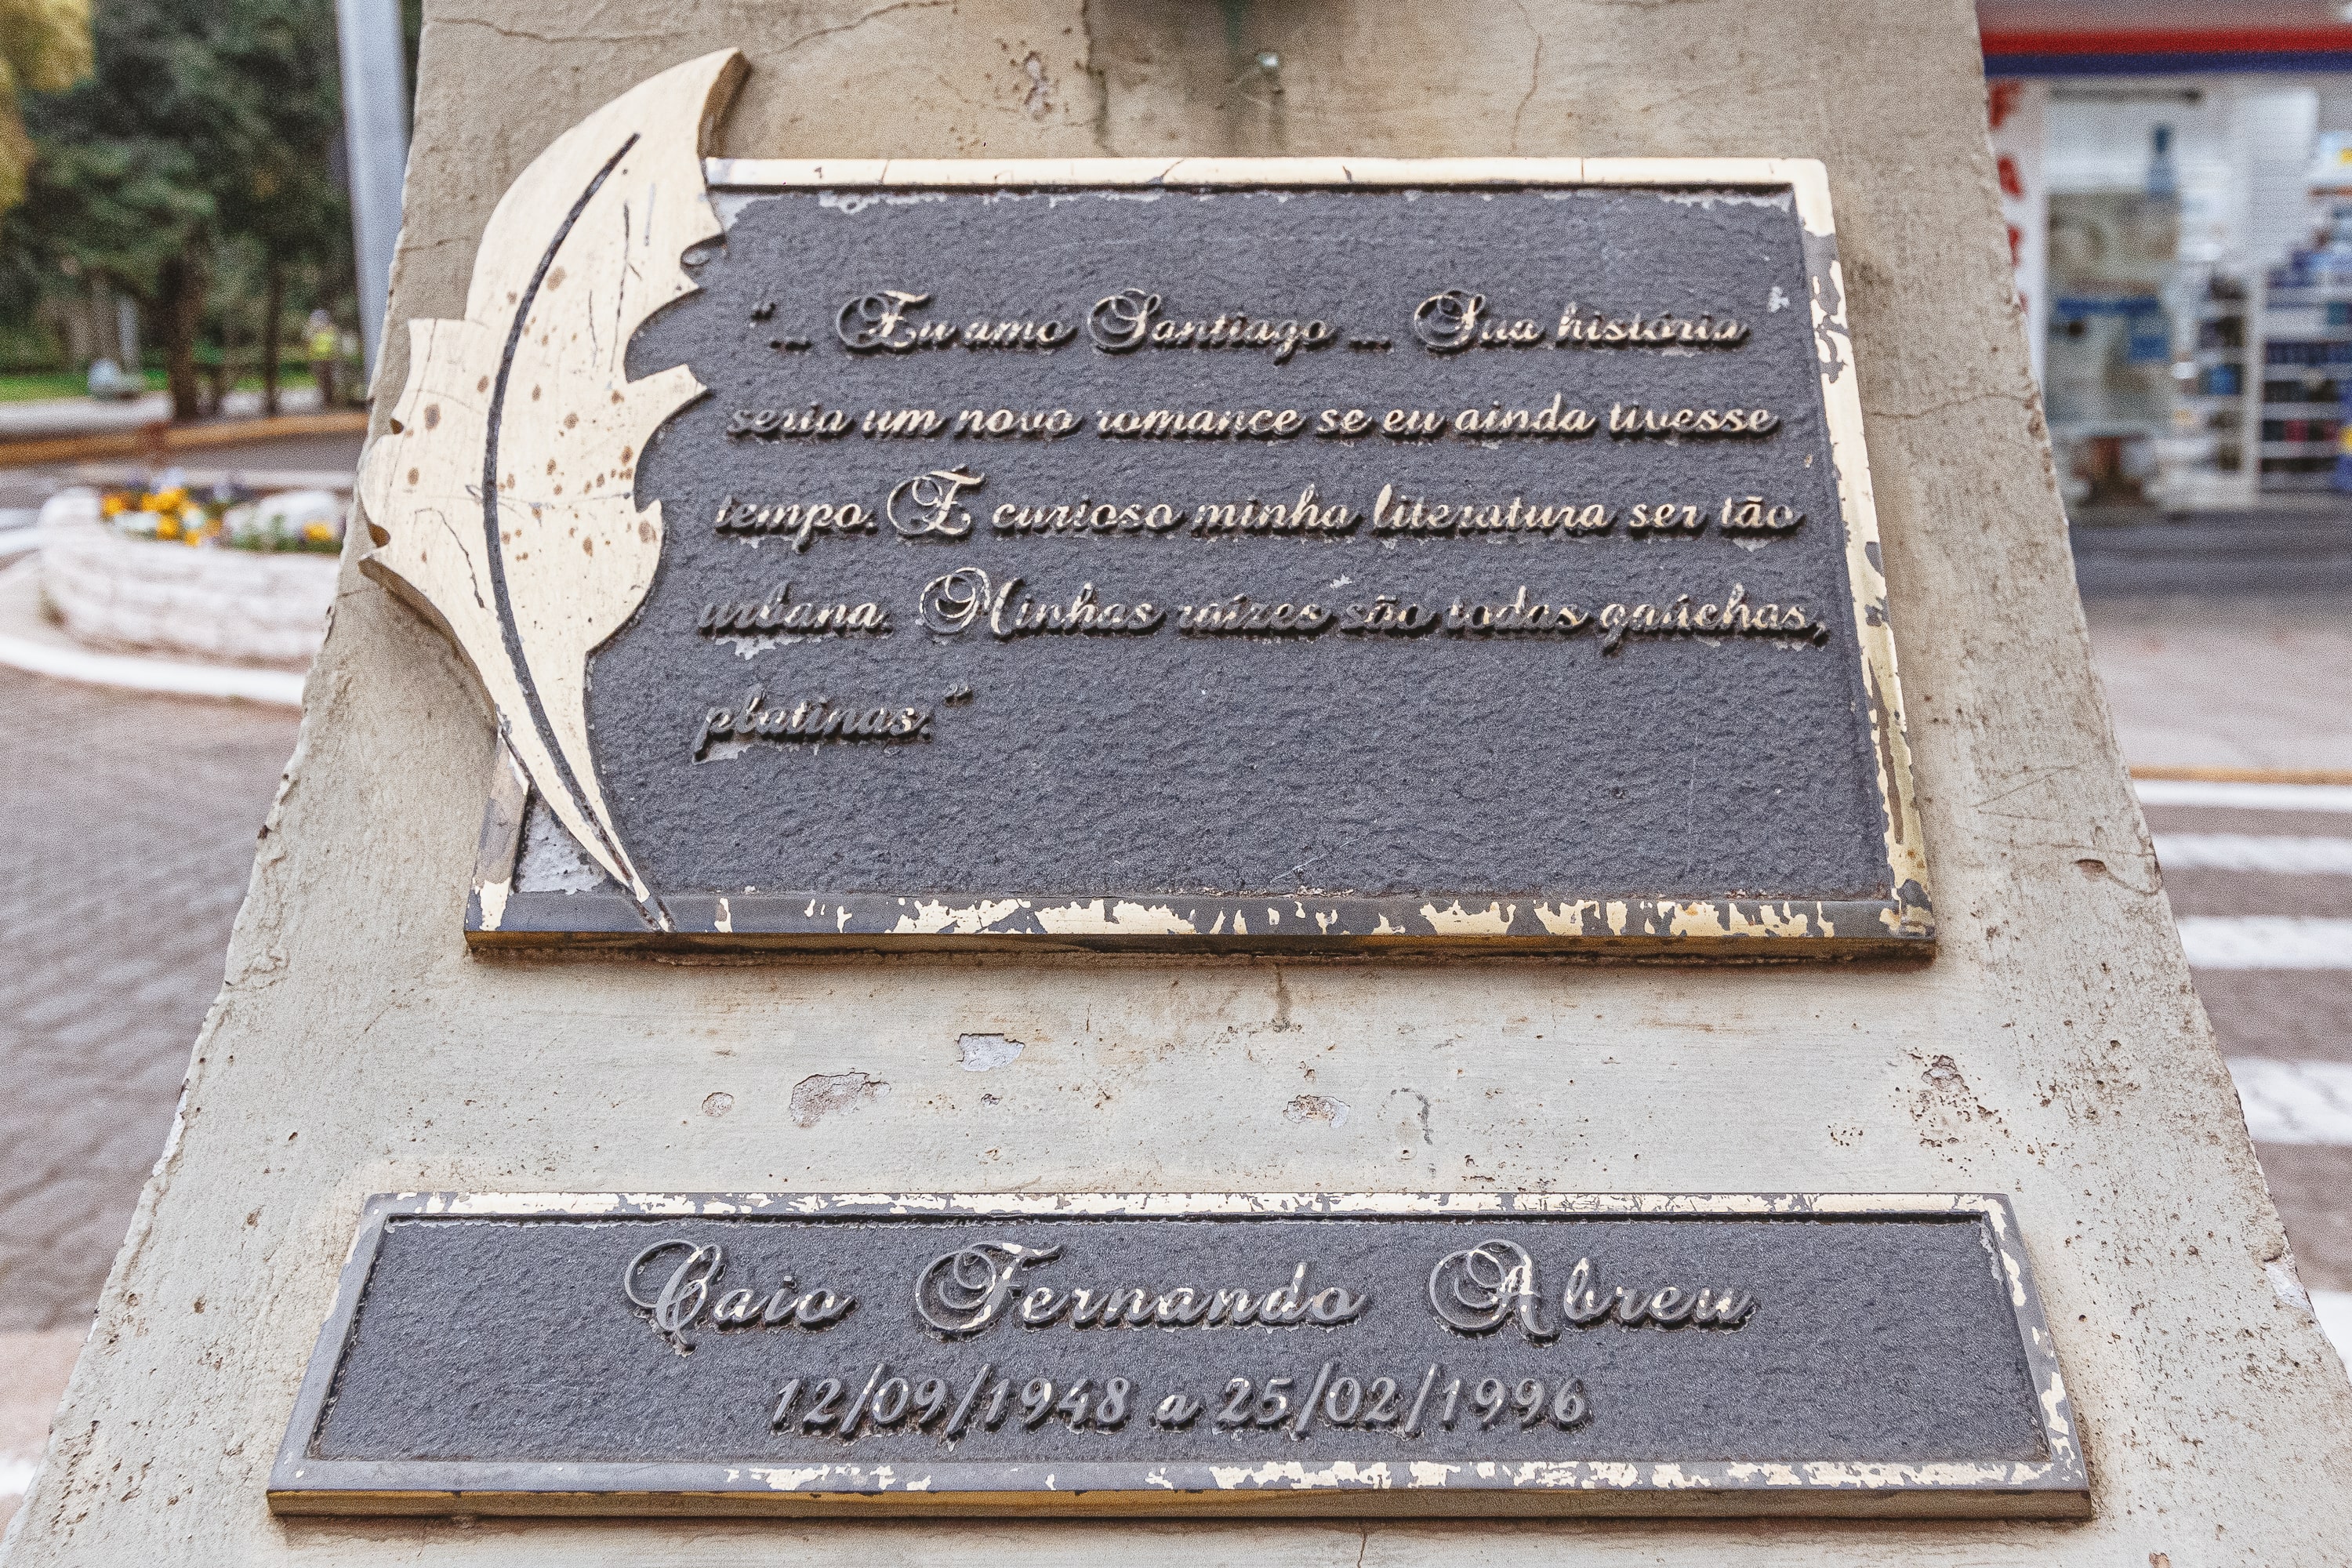 “... Eu amo Santiago ... Sua história
seria um novo romance se eu ainda tivesse
tempo. E curioso minha literatura ser tão
urbana. Minhas raízes são todas gaúchas,
platinas.”
Caio Fernando Abreu
12/09/1948 a 25/02/1996